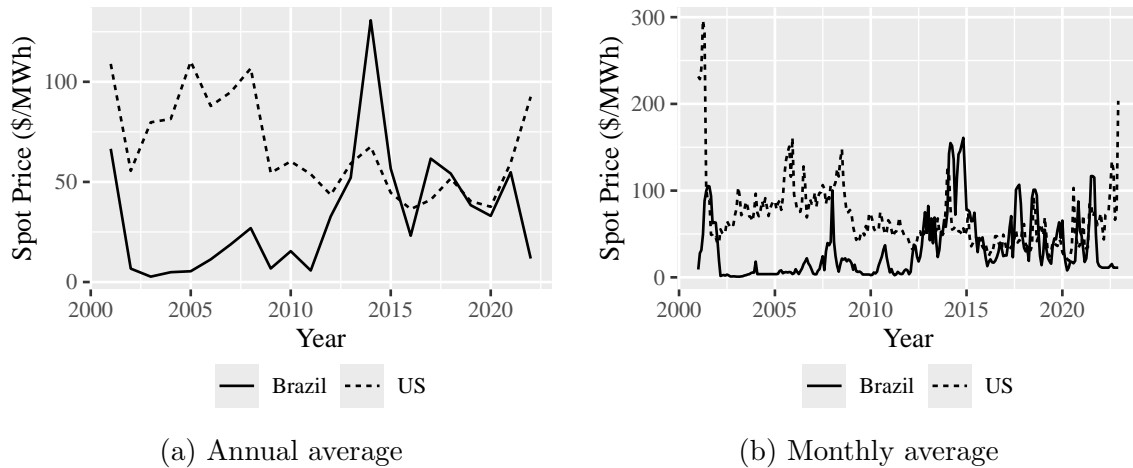 Spot Price ($/MWh)
100
50
0
2000 2005 2010 2015 2020
Year
Brazil US
(a) Annual average
Spot Price ($/MWh)
300
200
100
0
2000 2005 2010 2015 2020
Year
Brazil US
(b) Monthly average